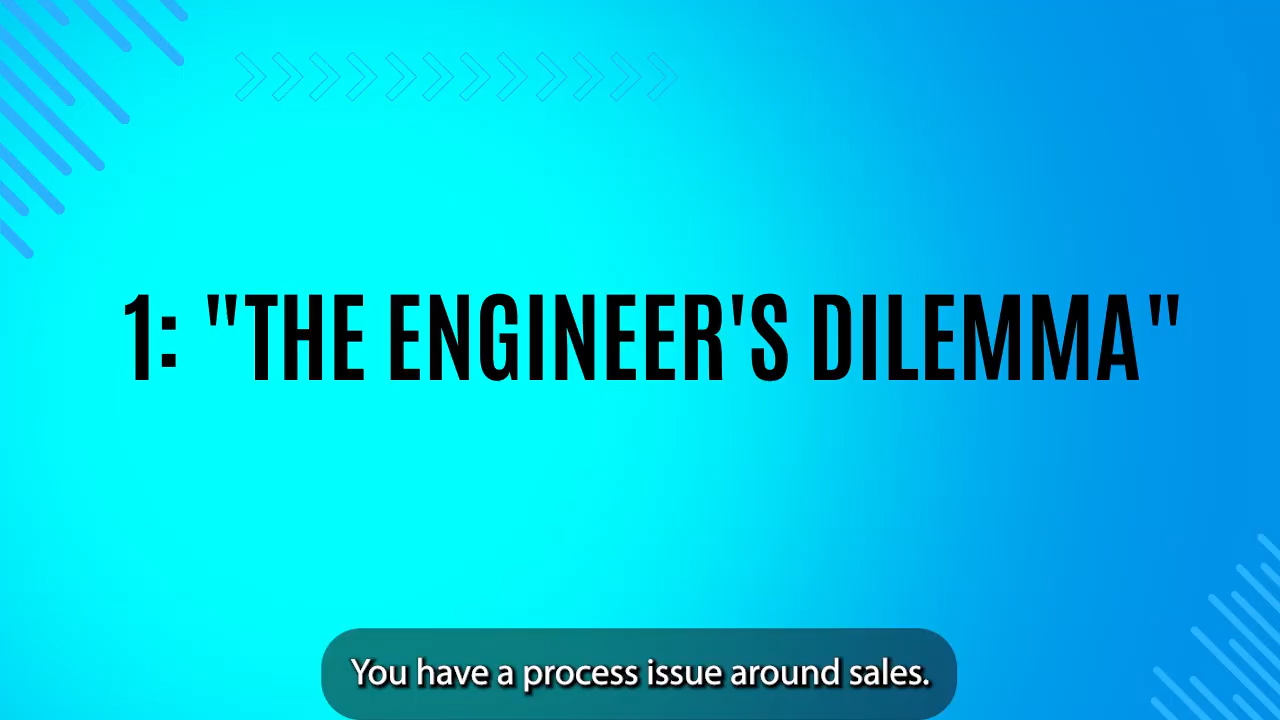 1: "THE ENGINEER'S DILEMMA"
You have a process issue around sales.